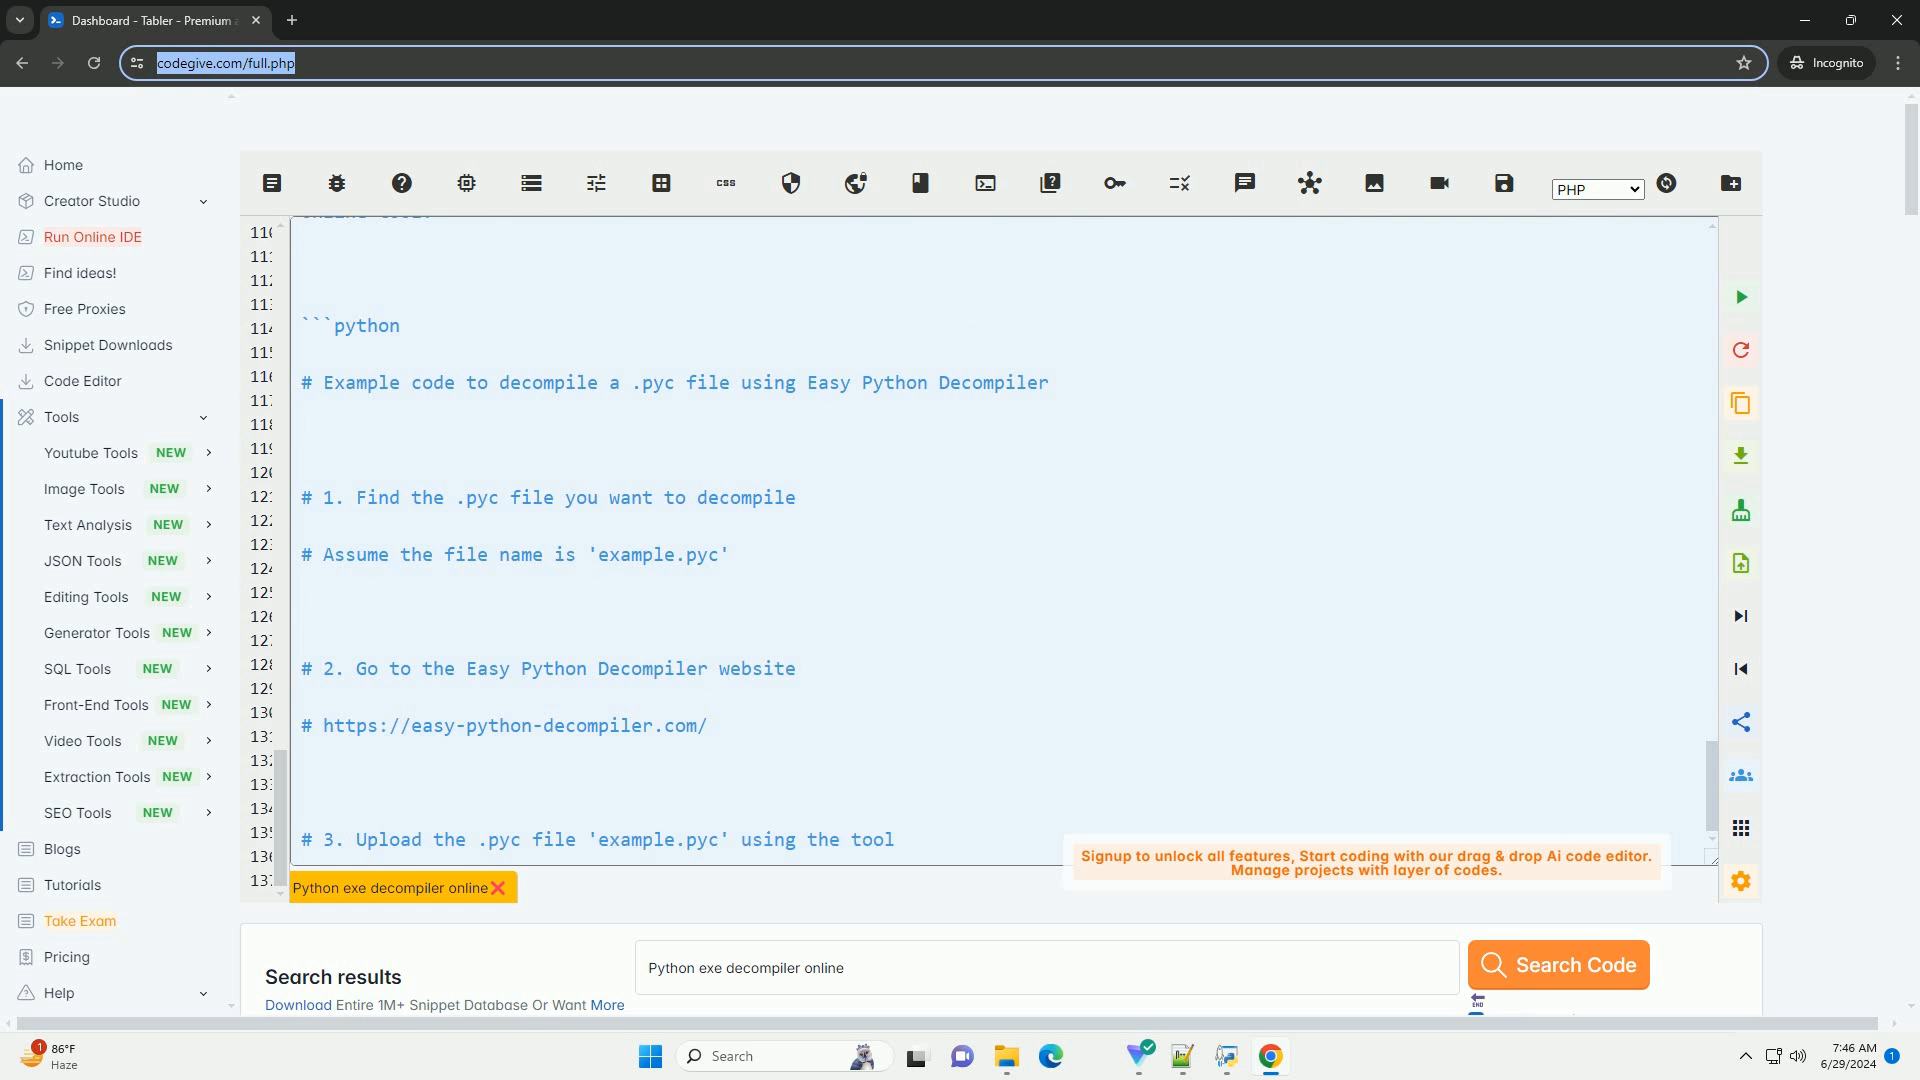 Dashboard - Tabler - Premium
codegive.com/full.php
Incognito
Home
Creator Studio
Run Online IDE
Find ideas!
Free Proxies
Snippet Downloads
Code Editor
Tools
Youtube Tools NEW
Image Tools NEW
Text Analysis NEW
JSON Tools NEW
Editing Tools NEW
Generator Tools NEW
SQL Tools NEW
Front-End Tools NEW
Video Tools NEW
Extraction Tools NEW
SEO Tools NEW
Blogs
Tutorials
Take Exam
Pricing
Help
css
PHP
```python
# Example code to decompile a .pyc file using Easy Python Decompiler
# 1. Find the .pyc file you want to decompile
# Assume the file name is 'example.pyc'
# 2. Go to the Easy Python Decompiler website
# https://easy-python-decompiler.com/
# 3. Upload the .pyc file 'example.pyc' using the tool
Signup to unlock all features, Start coding with our drag & drop Ai code editor.
Manage projects with layer of codes.
Python exe decompiler online
Search results
Download Entire 1M+ Snippet Database Or Want More
Python exe decompiler online
Search Code
END
1
86°F
Haze
Search
7:46 AM
6/29/2024
1